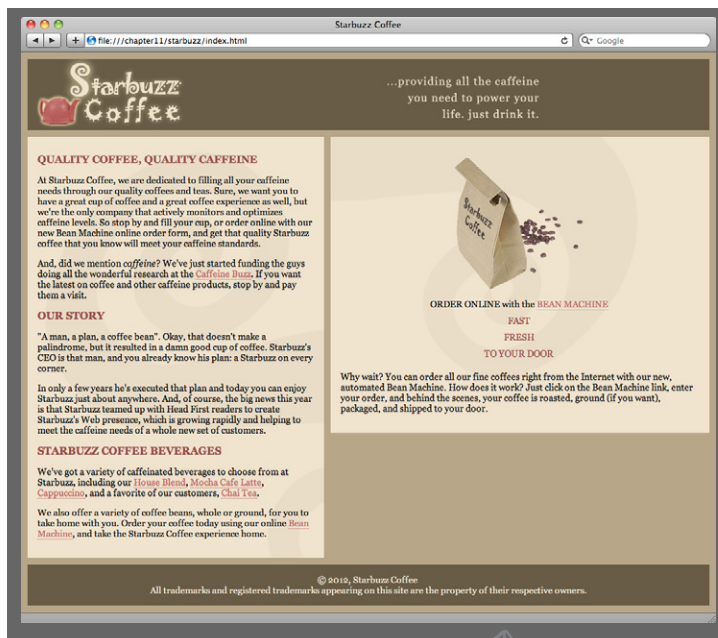 Starbuzz Coffee
file:///chapter11/starbuzz/index.html
Google
Starbuzz
Coffee
...providing all the caffeine
you need to power your
life. just drink it.
QUALITY COFFEE, QUALITY CAFFEINE
At Starbuzz Coffee, we are dedicated to filling all your caffeine
needs through our quality coffees and teas. Sure, we want you to
have a great cup of coffee and a great coffee experience as well, but
we're the only company that actively monitors and optimizes
caffeine levels. So stop by and fill your cup, or order online with our
new Bean Machine online order form, and get that quality Starbuzz
coffee that you know will meet your caffeine standards.
And, did we mention caffeine? We've just started funding the guys
doing all the wonderful research at the Caffeine Buzz. If you want
the latest on coffee and other caffeine products, stop by and pay
them a visit.
OUR STORY
"A man, a plan, a coffee bean". Okay, that doesn't make a
palindrome, but it resulted in a damn good cup of coffee. Starbuzz's
CEO is that man, and you already know his plan: a Starbuzz on every
corner.
In only a few years he's executed that plan and today you can enjoy
Starbuzz just about anywhere. And, of course, the big news this year
is that Starbuzz teamed up with Head First readers to create
Starbuzz's Web presence, which is growing rapidly and helping to
meet the caffeine needs of a whole new set of customers.
STARBUZZ COFFEE BEVERAGES
We've got a variety of caffeinated beverages to choose from at
Starbuzz, including our House Blend, Mocha Cafe Latte,
Cappuccino, and a favorite of our customers, Chai Tea.
We also offer a variety of coffee beans, whole or ground, for you to
take home with you. Order your coffee today using our online Bean
Machine, and take the Starbuzz Coffee experience home.
Starbuzz
Coffee
ORDER ONLINE with the BEAN MACHINE
FAST
FRESH
TO YOUR DOOR
Why wait? You can order all our fine coffees right from the Internet with our new,
automated Bean Machine. How does it work? Just click on the Bean Machine link, enter
your order, and behind the scenes, your coffee is roasted, ground (if you want),
packaged, and shipped to your door.
© 2012, Starbuzz Coffee
All trademarks and registered trademarks appearing on this site are the property of their respective owners.